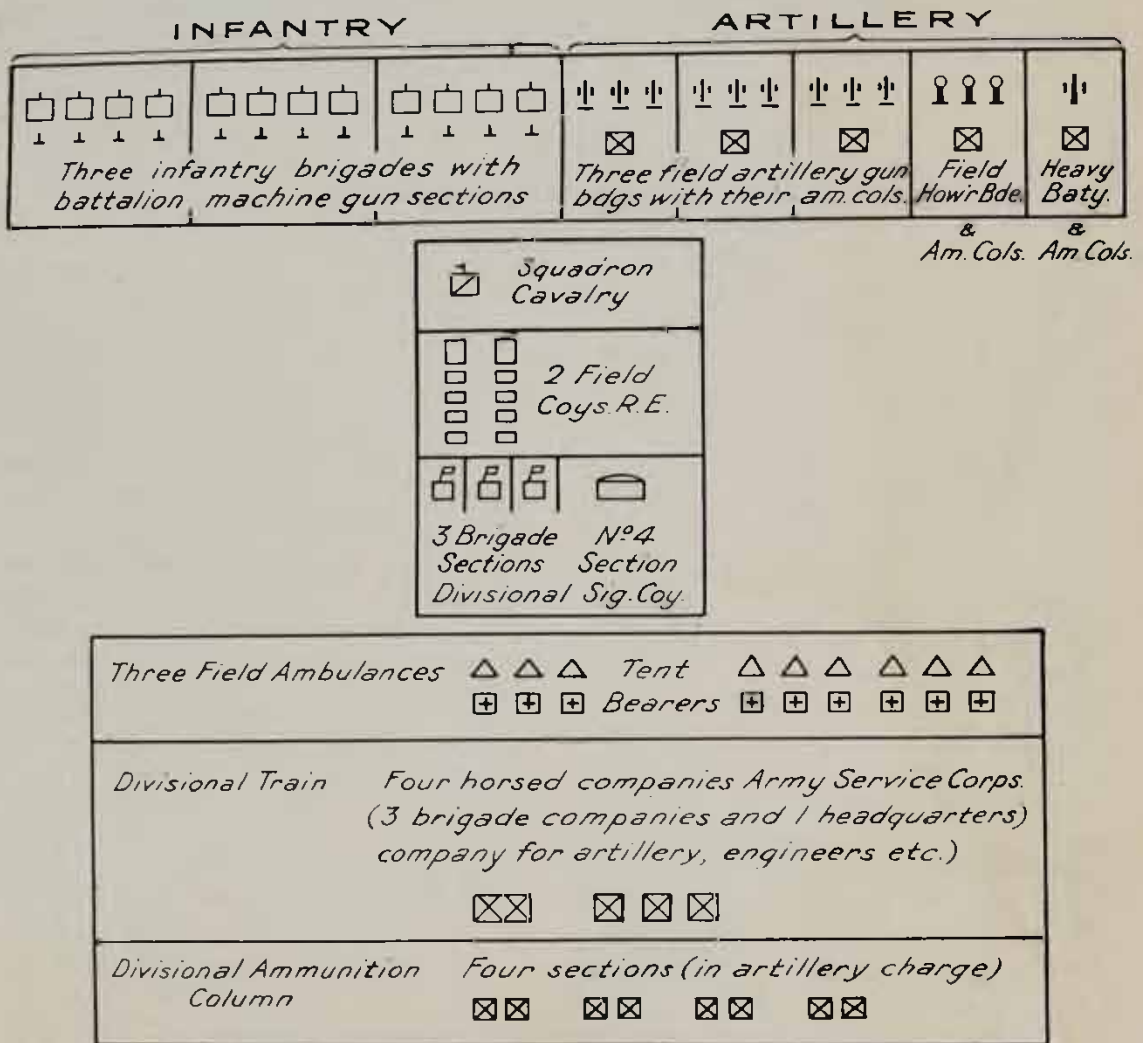 INFANTRY
ARTILLERY
Three infantry brigades with
battalion machine gun sections
Three field artillery gun
bdgs with their am. cols.
Field
How'r Bde.
&
Am. Cols.
Heavy
Baty.
&
Am Cols.
Squadron
Cavalry
2 Field
Coys. R.E.
3 Brigade
Sections
Nº4
Section
Divisional Sig. Coy.
Three Field Ambulances
Tent
Bearers
Divisional Train
Four horsed companies Army Service Corps.
(3 brigade companies and 1 headquarters)
company for artillery, engineers etc.)
Divisional Ammunition
Column
Four sections (in artillery charge)